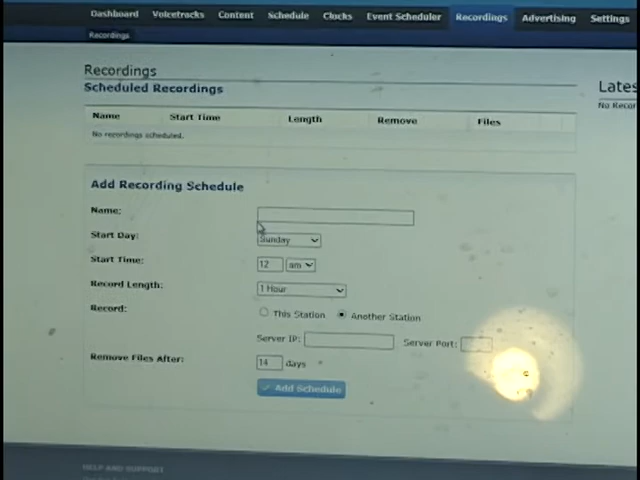 Dashboard Voicetracks Content Schedule Clocks Event Scheduler Recordings Advertising Settings
Recordings
Recordings
Scheduled Recordings
Name Start Time Length Remove Files
No recordings scheduled.
Lates
No Recor
Add Recording Schedule
Name:
Start Day: Sunday
Start Time: 12 am
Record Length: 1 Hour
Record: This Station Another Station
Server IP: Server Port:
Remove Files After: 14 days *
Add Schedule
HELP AND SUPPORT